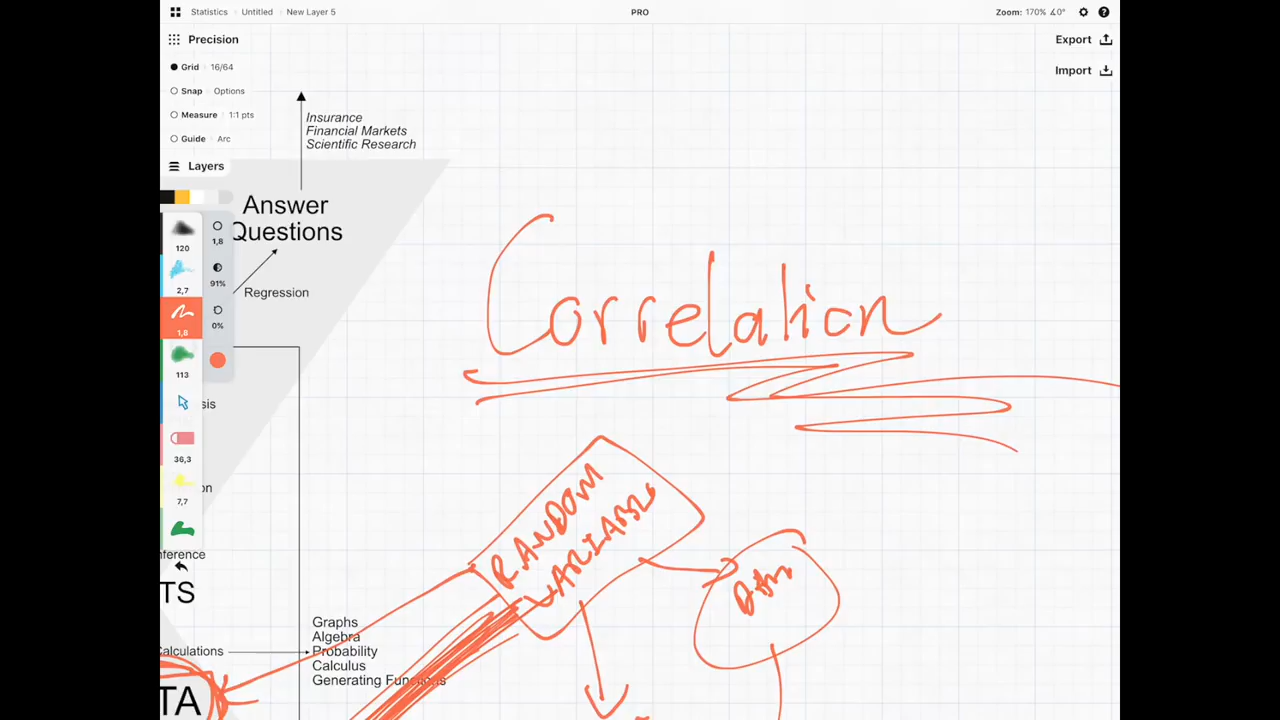 Statistics Untitled New Layer 5
PRO
Zoom: 170% ∡0°
Precision
Export
Grid 16/64
Import
Snap Options
Measure 1:1 pts
Guide Arc
Layers
Insurance
Financial Markets
Scientific Research
Answer
Questions
Regression
120
2,7
1,8
113
36,3
7,7
1,8
91%
0%
Correlation
RANDOM
VARIABLE
sis
on
nference
TS
Calculations
TA
Graphs
Algebra
Probability
Calculus
Generating Functions